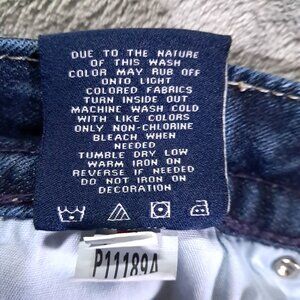 DUE TO THE NATURE
OF THIS WASH
COLOR MAY RUB OFF
ONTO LIGHT
COLORED FABRICS
TURN INSIDE OUT
MACHINE WASH COLD
WITH LIKE COLORS
ONLY NON-CHLORINE
BLEACH WHEN
NEEDED
TUMBLE DRY LOW
WARM IRON ON
REVERSE IF NEEDED
DO NOT IRON ON
DECORATION
P11189A